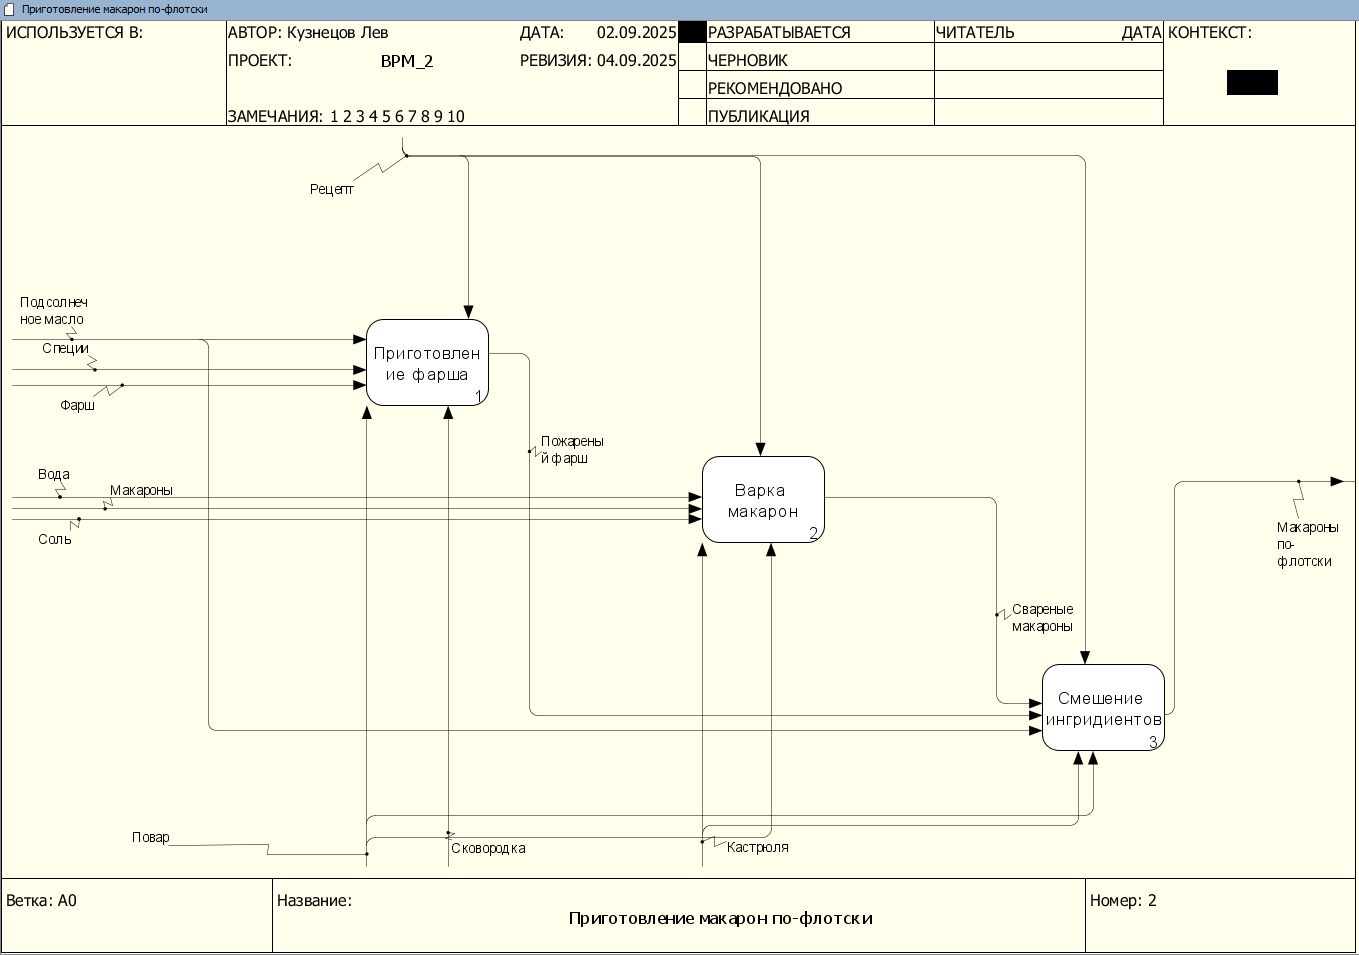 Приготовление макарон по-флотски
ИСПОЛЬЗУЕТСЯ В:
АВТОР: Кузнецов Лев
ДАТА: 02.09.2025
РАЗРАБАТЫВАЕТСЯ
ЧИТАТЕЛЬ
ДАТА
КОНТЕКСТ:
ПРОЕКТ: BPM_2
РЕВИЗИЯ: 04.09.2025
ЧЕРНОВИК
РЕКОМЕНДОВАНО
ЗАМЕЧАНИЯ: 1 2 3 4 5 6 7 8 9 10
ПУБЛИКАЦИЯ
Рецепт
Подсолнеч
ное масло
Специи
Фарш
Приготовлен
ие фарша
1
Пожарены
й фарш
Вода
Макароны
Соль
Варка
макарон
2
Макароны
по-
флотски
Свареные
макароны
Смешение
ингридиентов
3
Повар
Сковородка
Кастрюля
Ветка: A0
Название:
Приготовление макарон по-флотски
Номер: 2